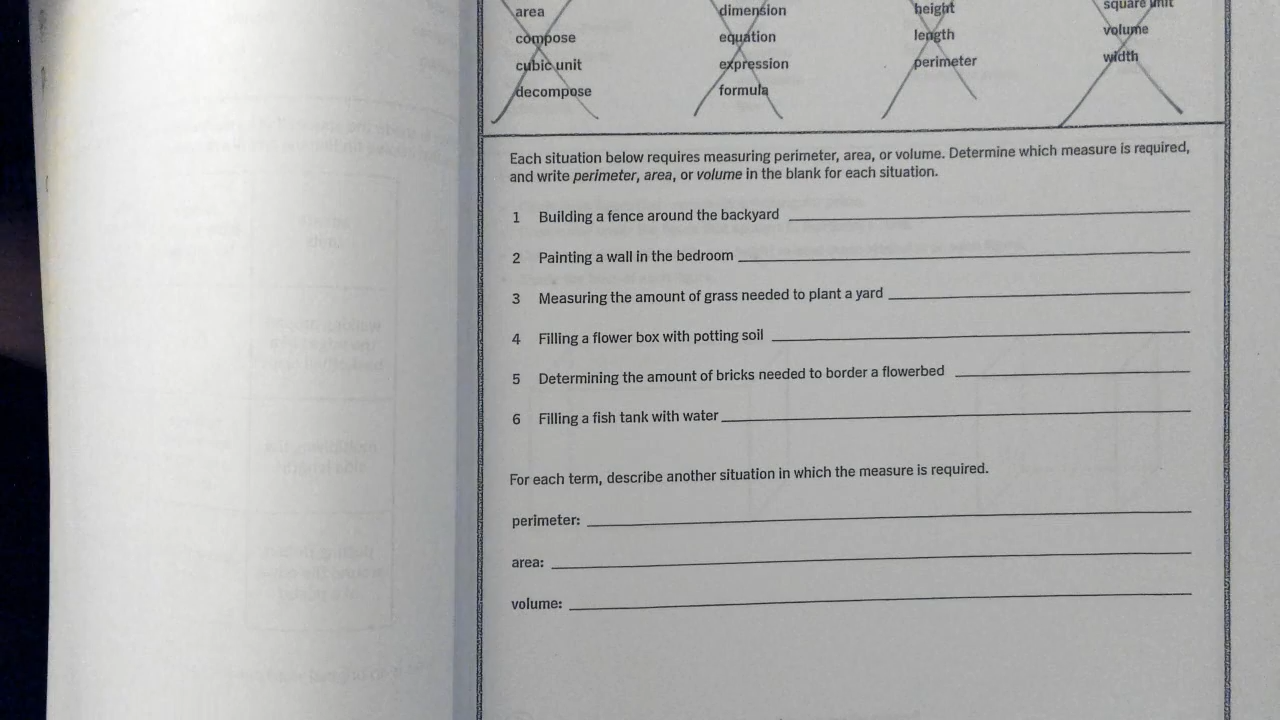 area dimension height square unit
compose equation length volume
cubic unit expression perimeter width
decompose formula
Each situation below requires measuring perimeter, area, or volume. Determine which measure is required,
and write perimeter, area, or volume in the blank for each situation.
1 Building a fence around the backyard
2 Painting a wall in the bedroom
3 Measuring the amount of grass needed to plant a yard
4 Filling a flower box with potting soil
5 Determining the amount of bricks needed to border a flowerbed
6 Filling a fish tank with water
For each term, describe another situation in which the measure is required.
perimeter:
area:
volume: